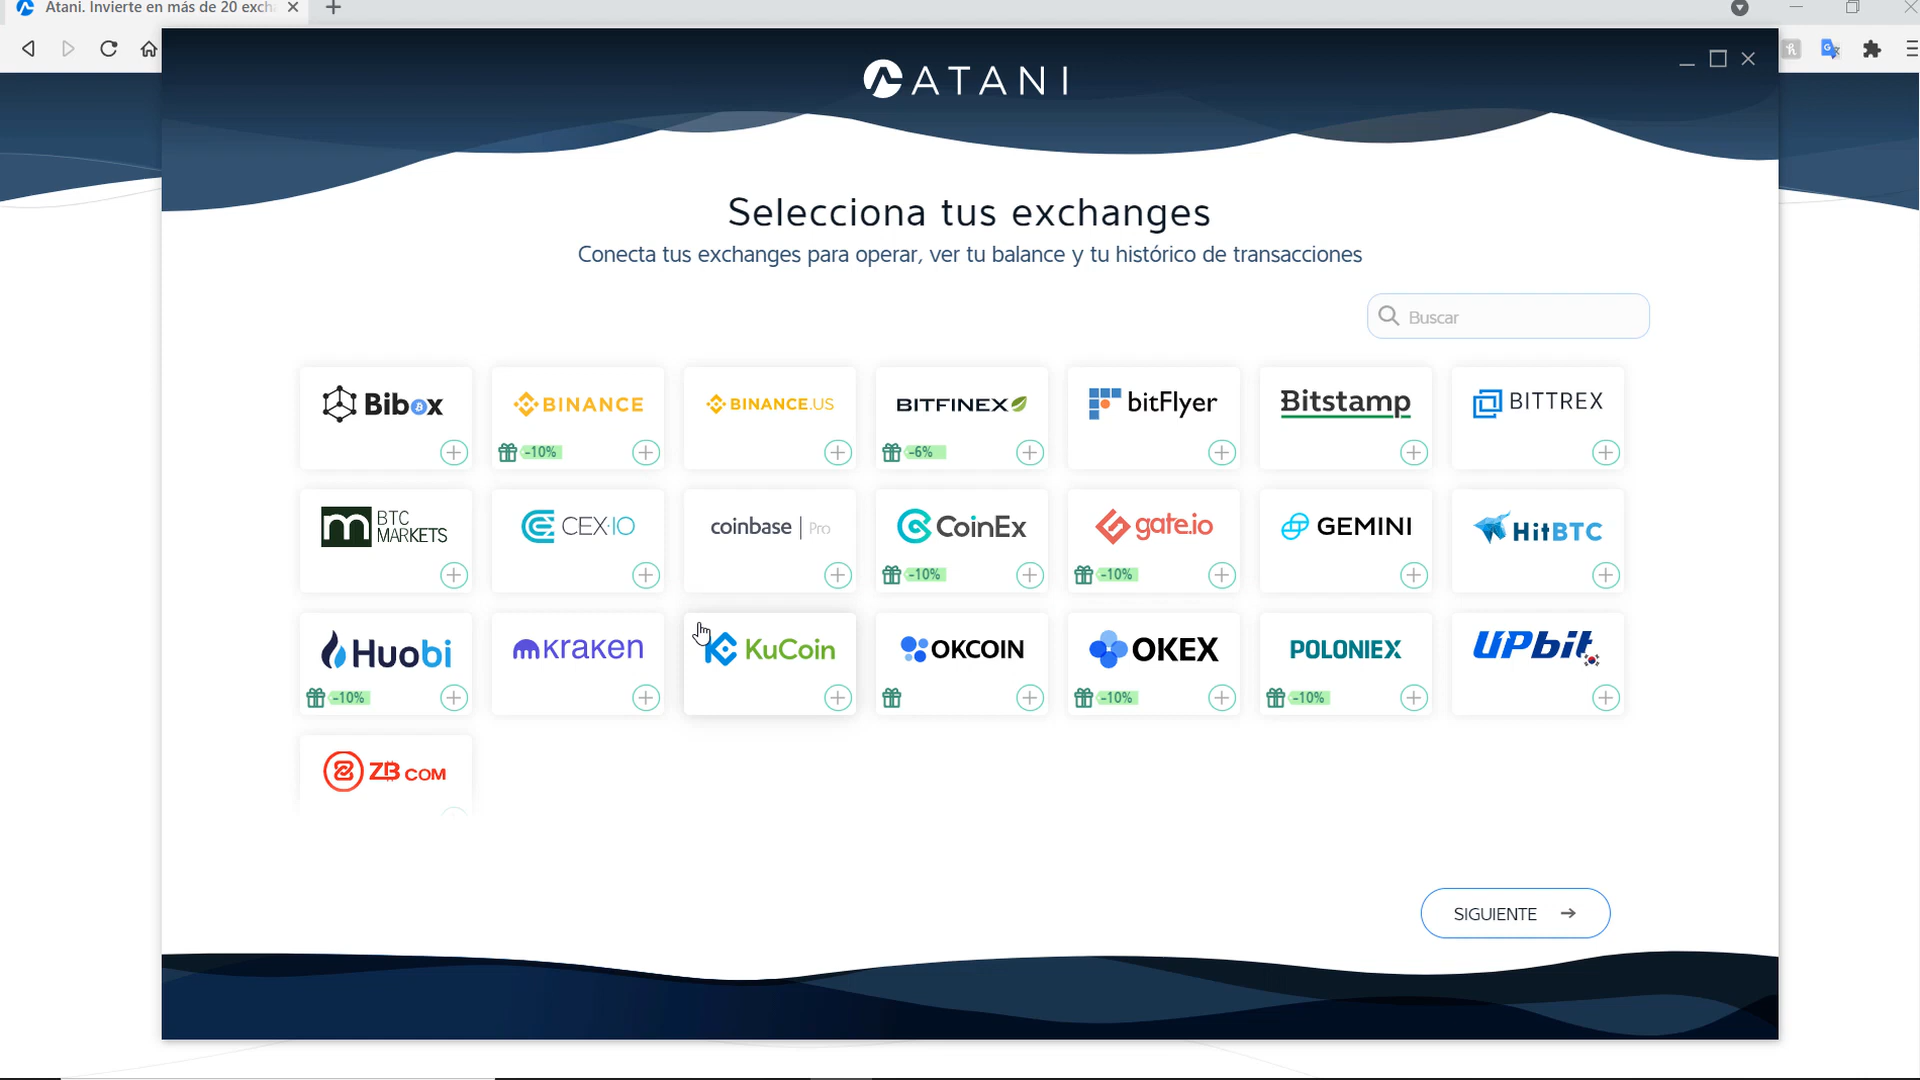 Atani. Invierte en más de 20 exch
ATANI
Selecciona tus exchanges
Conecta tus exchanges para operar, ver tu balance y tu histórico de transacciones
Buscar
Bibox
BINANCE
-10%
BINANCE.US
BITFINEX
-6%
bitFlyer
Bitstamp
BITTREX
BTC
MARKETS
CEX·IO
coinbase | Pro
CoinEx
-10%
gate.io
-10%
GEMINI
HitBTC
Huobi
-10%
kraken
KuCoin
OKCOIN
OKEX
-10%
POLONIEX
-10%
UPbit
ZB COM
SIGUIENTE